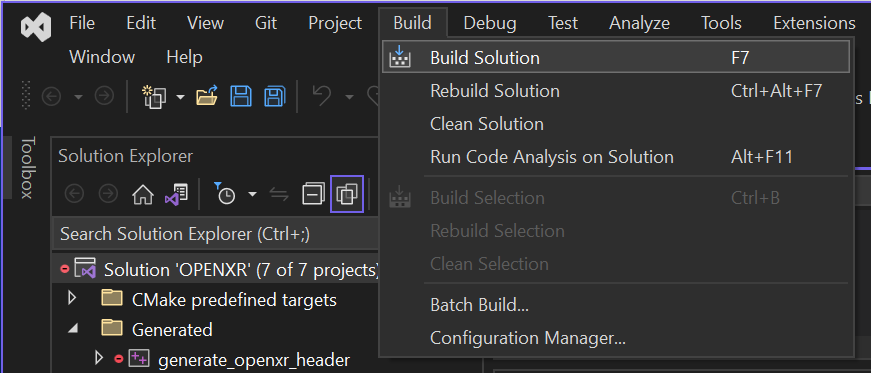 File Edit View Git Project Build Debug Test Analyze Tools Extensions
Window Help
Build Solution F7
Rebuild Solution Ctrl+Alt+F7
Clean Solution
Run Code Analysis on Solution Alt+F11
Build Selection Ctrl+B
Rebuild Selection
Clean Selection
Batch Build...
Configuration Manager...
Toolbox
Solution Explorer
Search Solution Explorer (Ctrl+;)
Solution 'OPENXR' (7 of 7 projects)
CMake predefined targets
Generated
generate_openxr_header